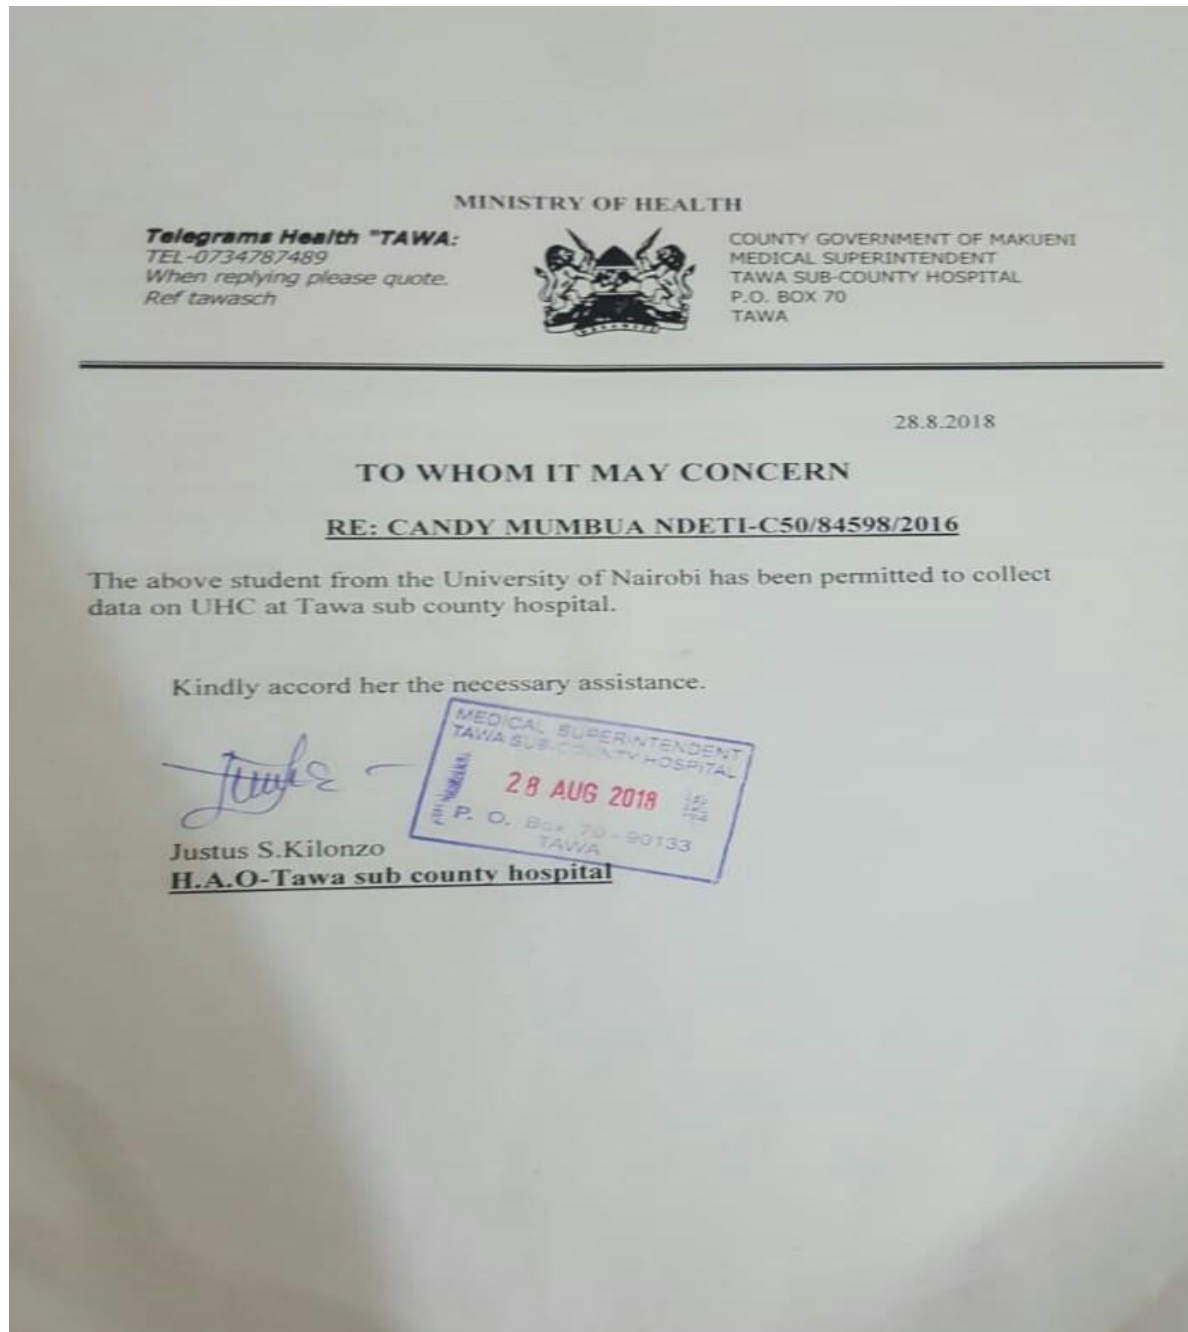 MINISTRY OF HEALTH
Telegrams Health "TAWA:
TEL-0734787489
When replying please quote.
Ref tawasch
COUNTY GOVERNMENT OF MAKUENI
MEDICAL SUPERINTENDENT
TAWA SUB-COUNTY HOSPITAL
P.O. BOX 70
TAWA
28.8.2018
TO WHOM IT MAY CONCERN
RE: CANDY MUMBUA NDETI-C50/84598/2016
The above student from the University of Nairobi has been permitted to collect
data on UHC at Tawa sub county hospital.
Kindly accord her the necessary assistance.
MEDICAL SUPERINTENDENT
TAWA SUB-COUNTY HOSPITAL
28 AUG 2018
P. O. Box 70 - 90133
TAWA
Justus S.Kilonzo
H.A.O-Tawa sub county hospital